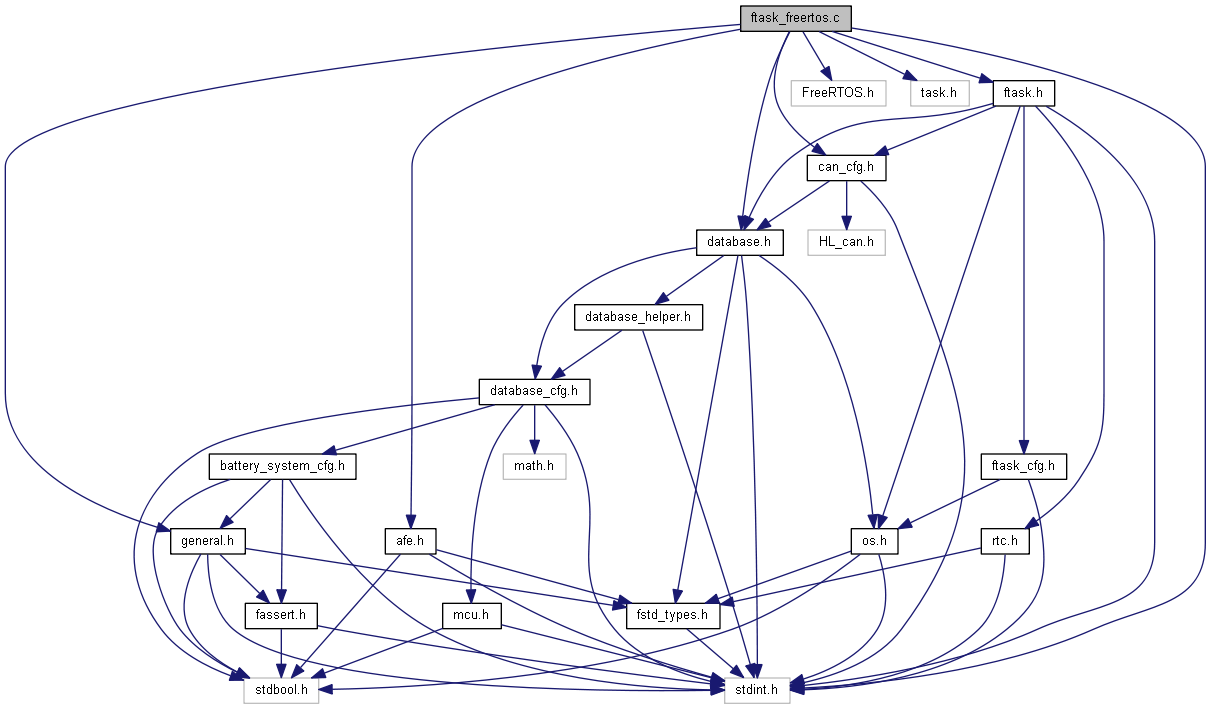 ftask_freertos.c
FreeRTOS.h
task.h
ftask.h
can_cfg.h
database.h
HL_can.h
database_helper.h
database_cfg.h
battery_system_cfg.h
math.h
ftask_cfg.h
general.h
afe.h
os.h
rtc.h
fassert.h
mcu.h
fstd_types.h
stdbool.h
stdint.h